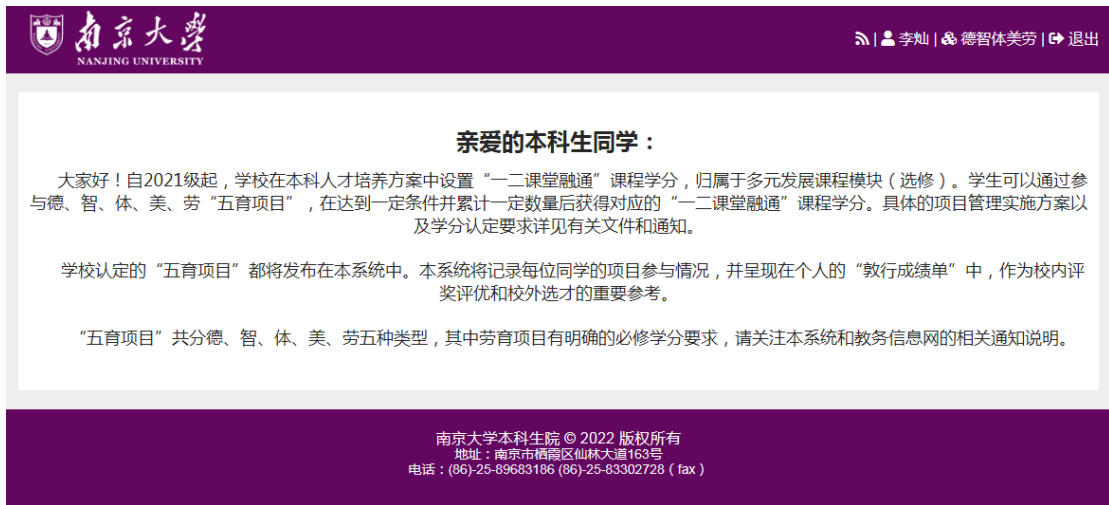 南京大學
NANJING UNIVERSITY
| 李灿 | 德智体美劳 | 退出
亲爱的本科生同学：
大家好！自2021级起，学校在本科人才培养方案中设置“一二课堂融通”课程学分，归属于多元发展课程模块（选修）。学生可以通过参
与德、智、体、美、劳“五育项目”，在达到一定条件并累计一定数量后获得对应的“一二课堂融通”课程学分。具体的项目管理实施方案以
及学分认定要求详见有关文件和通知。
学校认定的“五育项目”都将发布在本系统中。本系统将记录每位同学的项目参与情况，并呈现在个人的“敦行成绩单”中，作为校内评
奖评优和校外选才的重要参考。
“五育项目”共分德、智、体、美、劳五种类型，其中劳育项目有明确的必修学分要求，请关注本系统和教务信息网的相关通知说明。
南京大学本科生院 © 2022 版权所有
地址：南京市栖霞区仙林大道163号
电话：(86)-25-89683186 (86)-25-83302728（fax）